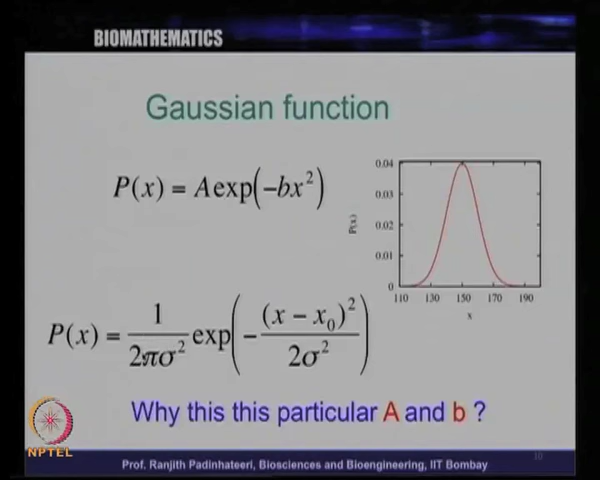 BIOMATHEMATICS
Gaussian function
P(x) = A exp(−bx²)
0.04
0.03
0.02
0.01
0
P(x)
110 130 150 170 190
x
P(x) = 1/(2πσ²) exp(−(x − x₀)²/(2σ²))
Why this this particular A and b ?
NPTEL
Prof. Ranjith Padinhateeri, Biosciences and Bioengineering, IIT Bombay
10